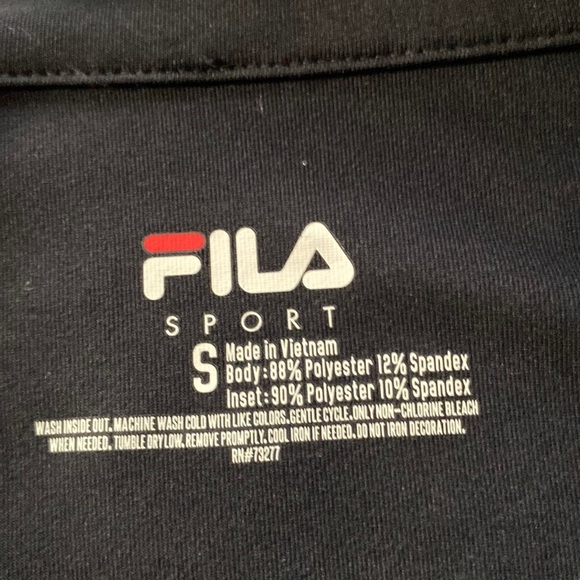 FILA
SPORT
S
Made in Vietnam
Body: 88% Polyester 12% Spandex
Inset: 90% Polyester 10% Spandex
WASH INSIDE OUT. MACHINE WASH COLD WITH LIKE COLORS. GENTLE CYCLE. ONLY NON-CHLORINE BLEACH
WHEN NEEDED. TUMBLE DRY LOW. REMOVE PROMPTLY. COOL IRON IF NEEDED. DO NOT IRON DECORATION.
RN#73277